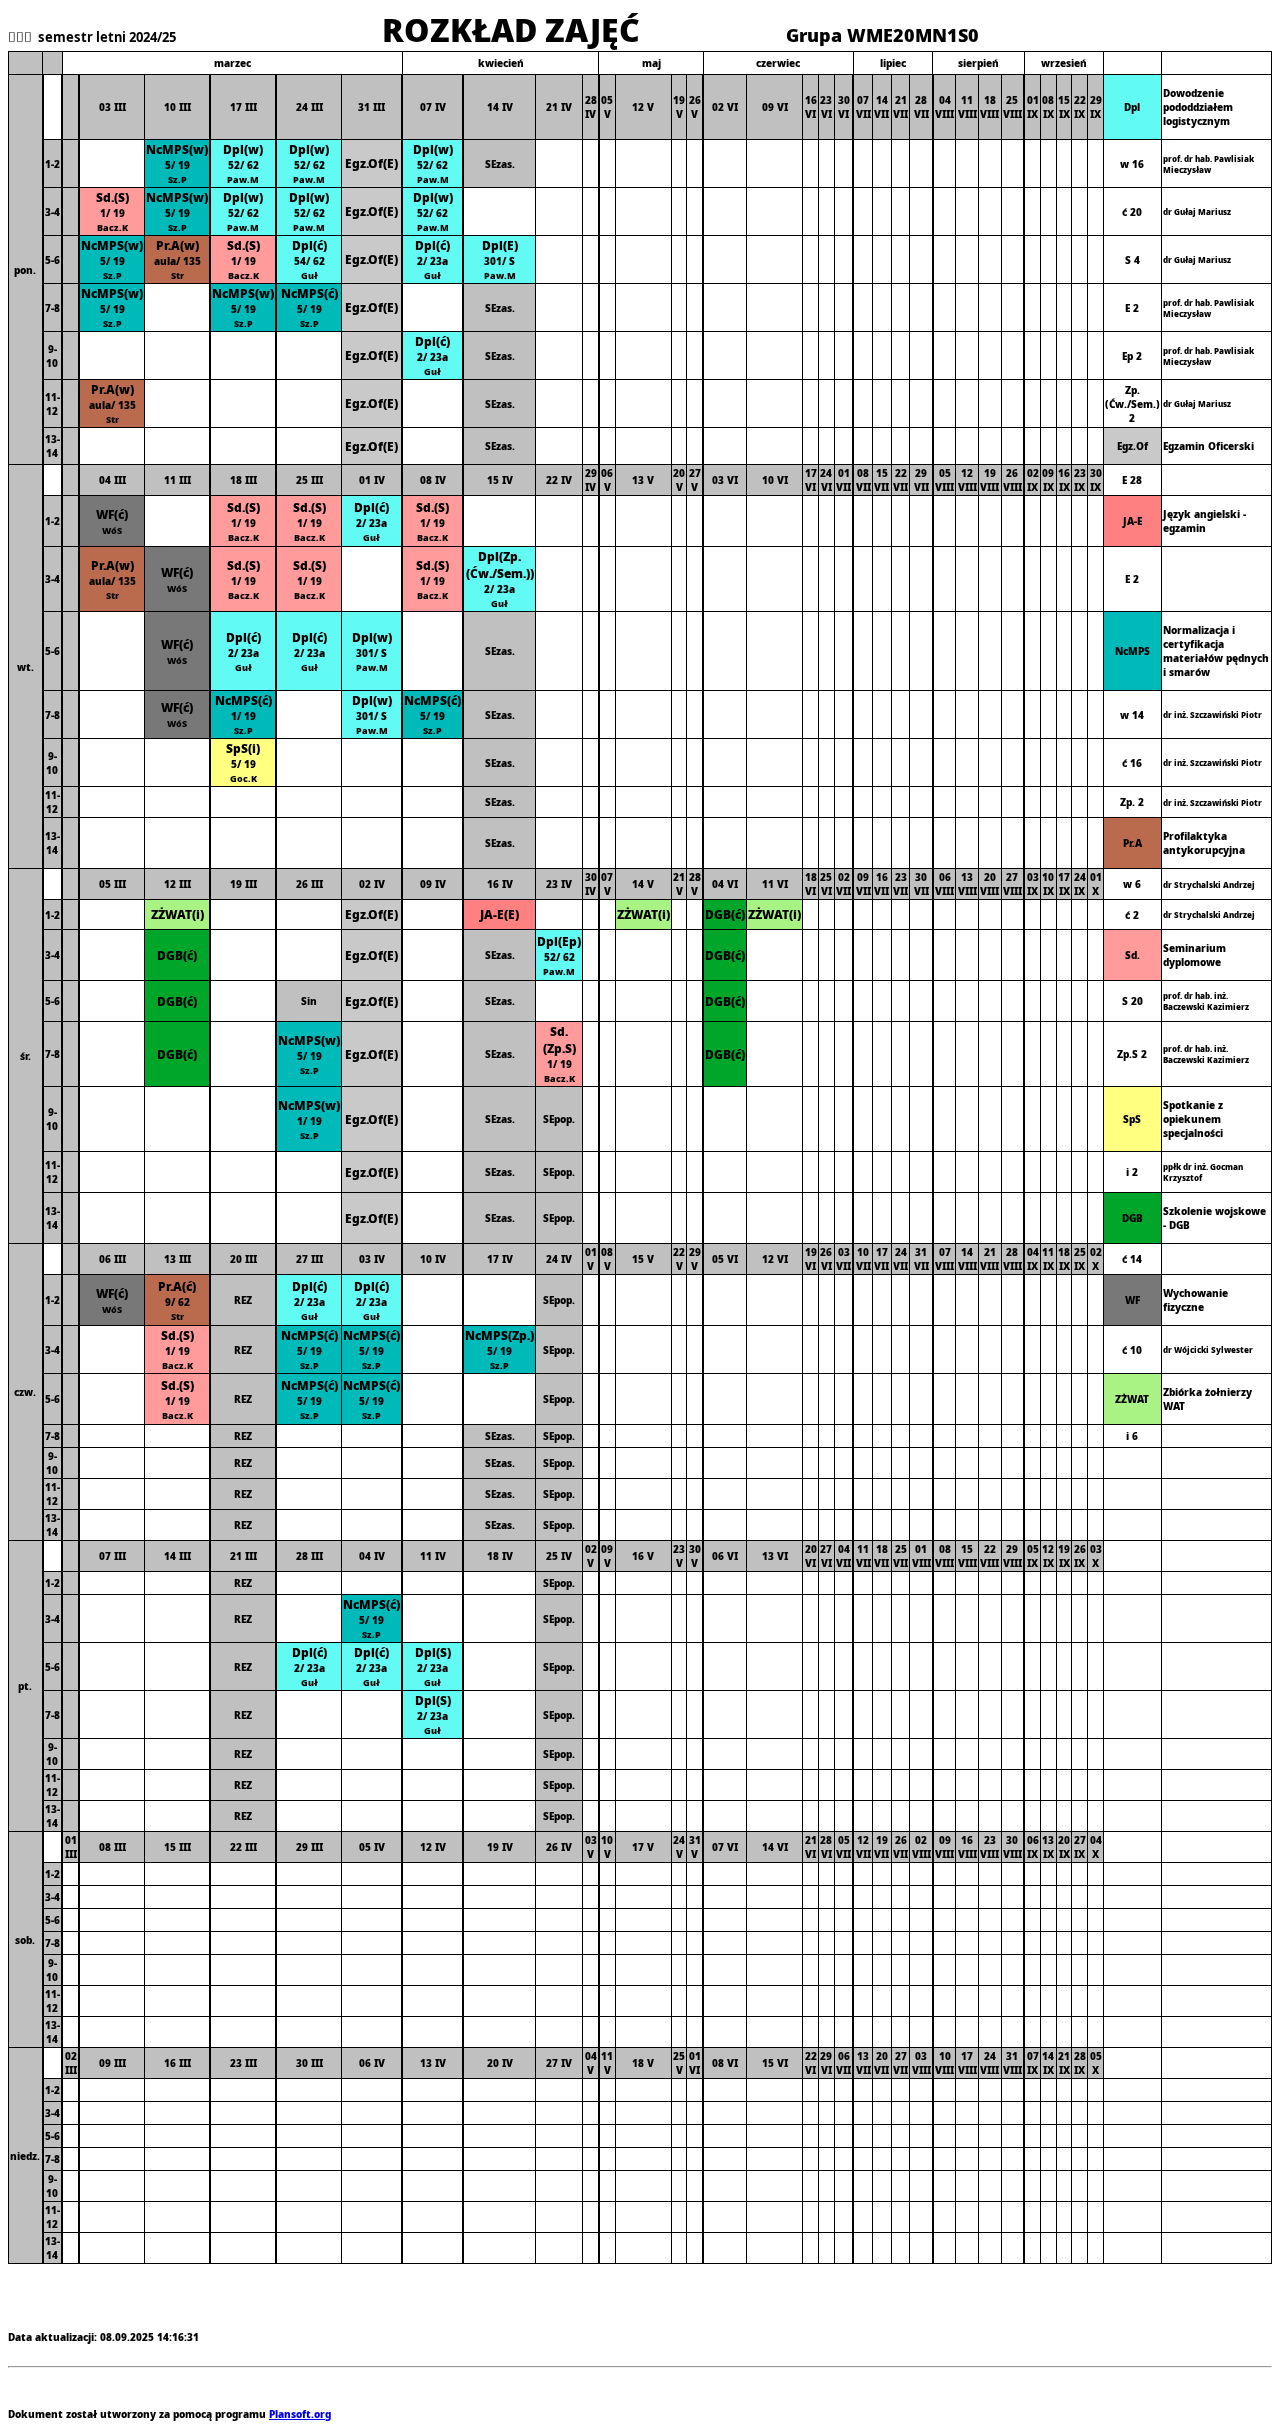 semestr letni 2024/25 ROZKŁAD ZAJĘĆ Grupa WME20MN1S0
marzec kwiecień maj czerwiec lipiec sierpień wrzesień
pon. 03 III 10 III 17 III 24 III 31 III 07 IV 14 IV 21 IV 28 IV 05 V 12 V 19 V 26 V 02 VI 09 VI 16 VI 23 VI 30 VI 07 VII 14 VII 21 VII 28 VII 04 VIII 11 VIII 18 VIII 25 VIII 01 IX 08 IX 15 IX 22 IX 29 IX Dpl Dowodzenie pododdziałem logistycznym
1-2 NcMPS(w) 5/ 19 Sz.P Dpl(w) 52/ 62 Paw.M Dpl(w) 52/ 62 Paw.M Egz.Of(E) Dpl(w) 52/ 62 Paw.M SEzas. w 16 prof. dr hab. Pawlisiak Mieczysław
3-4 Sd.(S) 1/ 19 Bacz.K NcMPS(w) 5/ 19 Sz.P Dpl(w) 52/ 62 Paw.M Dpl(w) 52/ 62 Paw.M Egz.Of(E) Dpl(w) 52/ 62 Paw.M ć 20 dr Gułaj Mariusz
5-6 NcMPS(w) 5/ 19 Sz.P Pr.A(w) aula/ 135 Str Sd.(S) 1/ 19 Bacz.K Dpl(ć) 54/ 62 Guł Egz.Of(E) Dpl(ć) 2/ 23a Guł Dpl(E) 301/ S Paw.M S 4 dr Gułaj Mariusz
7-8 NcMPS(w) 5/ 19 Sz.P NcMPS(w) 5/ 19 Sz.P NcMPS(ć) 5/ 19 Sz.P Egz.Of(E) SEzas. E 2 prof. dr hab. Pawlisiak Mieczysław
9-10 Egz.Of(E) Dpl(ć) 2/ 23a Guł SEzas. Ep 2 prof. dr hab. Pawlisiak Mieczysław
11-12 Pr.A(w) aula/ 135 Str Egz.Of(E) SEzas. Zp.(Ćw./Sem.) 2 dr Gułaj Mariusz
13-14 Egz.Of(E) SEzas. Egz.Of Egzamin Oficerski
wt. 04 III 11 III 18 III 25 III 01 IV 08 IV 15 IV 22 IV 29 IV 06 V 13 V 20 V 27 V 03 VI 10 VI 17 VI 24 VI 01 VII 08 VII 15 VII 22 VII 29 VII 05 VIII 12 VIII 19 VIII 26 VIII 02 IX 09 IX 16 IX 23 IX 30 IX E 28
1-2 WF(ć) WóS Sd.(S) 1/ 19 Bacz.K Sd.(S) 1/ 19 Bacz.K Dpl(ć) 2/ 23a Guł Sd.(S) 1/ 19 Bacz.K JA-E Język angielski - egzamin
3-4 Pr.A(w) aula/ 135 Str WF(ć) WóS Sd.(S) 1/ 19 Bacz.K Sd.(S) 1/ 19 Bacz.K Sd.(S) 1/ 19 Bacz.K Dpl(Zp.(Ćw./Sem.)) 2/ 23a Guł E 2
5-6 WF(ć) WóS Dpl(ć) 2/ 23a Guł Dpl(ć) 2/ 23a Guł Dpl(w) 301/ S Paw.M SEzas. NcMPS Normalizacja i certyfikacja materiałów pędnych i smarów
7-8 WF(ć) WóS NcMPS(ć) 1/ 19 Sz.P Dpl(w) 301/ S Paw.M NcMPS(ć) 5/ 19 Sz.P SEzas. w 14 dr inż. Szczawiński Piotr
9-10 SpS(i) 5/ 19 Goc.K SEzas. ć 16 dr inż. Szczawiński Piotr
11-12 SEzas. Zp. 2 dr inż. Szczawiński Piotr
13-14 SEzas. Pr.A Profilaktyka antykorupcyjna
śr. 05 III 12 III 19 III 26 III 02 IV 09 IV 16 IV 23 IV 30 IV 07 V 14 V 21 V 28 V 04 VI 11 VI 18 VI 25 VI 02 VII 09 VII 16 VII 23 VII 30 VII 06 VIII 13 VIII 20 VIII 27 VIII 03 IX 10 IX 17 IX 24 IX 01 X w 6 dr Strychalski Andrzej
1-2 ZŻWAT(i) Egz.Of(E) JA-E(E) ZŻWAT(i) DGB(ć) ZŻWAT(i) ć 2 dr Strychalski Andrzej
3-4 DGB(ć) Egz.Of(E) SEzas. Dpl(Ep) 52/ 62 Paw.M DGB(ć) Sd. Seminarium dyplomowe
5-6 DGB(ć) Sin Egz.Of(E) SEzas. DGB(ć) S 20 prof. dr hab. inż. Baczewski Kazimierz
7-8 DGB(ć) NcMPS(w) 5/ 19 Sz.P Egz.Of(E) SEzas. Sd.(Zp.S) 1/ 19 Bacz.K DGB(ć) Zp.S 2 prof. dr hab. inż. Baczewski Kazimierz
9-10 NcMPS(w) 1/ 19 Sz.P Egz.Of(E) SEzas. SEpop. SpS Spotkanie z opiekunem specjalności
11-12 Egz.Of(E) SEzas. SEpop. i 2 ppłk dr inż. Gocman Krzysztof
13-14 Egz.Of(E) SEzas. SEpop. DGB Szkolenie wojskowe - DGB
czw. 06 III 13 III 20 III 27 III 03 IV 10 IV 17 IV 24 IV 01 V 08 V 15 V 22 V 29 V 05 VI 12 VI 19 VI 26 VI 03 VII 10 VII 17 VII 24 VII 31 VII 07 VIII 14 VIII 21 VIII 28 VIII 04 IX 11 IX 18 IX 25 IX 02 X ć 14
1-2 WF(ć) WóS Pr.A(ć) 9/ 62 Str REZ Dpl(ć) 2/ 23a Guł Dpl(ć) 2/ 23a Guł SEpop. WF Wychowanie fizyczne
3-4 Sd.(S) 1/ 19 Bacz.K REZ NcMPS(ć) 5/ 19 Sz.P NcMPS(ć) 5/ 19 Sz.P NcMPS(Zp.) 5/ 19 Sz.P SEpop. ć 10 dr Wójcicki Sylwester
5-6 Sd.(S) 1/ 19 Bacz.K REZ NcMPS(ć) 5/ 19 Sz.P NcMPS(ć) 5/ 19 Sz.P SEpop. ZŻWAT Zbiórka żołnierzy WAT
7-8 REZ SEzas. SEpop. i 6
9-10 REZ SEzas. SEpop.
11-12 REZ SEzas. SEpop.
13-14 REZ SEzas. SEpop.
pt. 07 III 14 III 21 III 28 III 04 IV 11 IV 18 IV 25 IV 02 V 09 V 16 V 23 V 30 V 06 VI 13 VI 20 VI 27 VI 04 VII 11 VII 18 VII 25 VII 01 VIII 08 VIII 15 VIII 22 VIII 29 VIII 05 IX 12 IX 19 IX 26 IX 03 X
1-2 REZ SEpop.
3-4 REZ NcMPS(ć) 5/ 19 Sz.P SEpop.
5-6 REZ Dpl(ć) 2/ 23a Guł Dpl(ć) 2/ 23a Guł Dpl(S) 2/ 23a Guł SEpop.
7-8 REZ Dpl(S) 2/ 23a Guł SEpop.
9-10 REZ SEpop.
11-12 REZ SEpop.
13-14 REZ SEpop.
sob. 01 III 08 III 15 III 22 III 29 III 05 IV 12 IV 19 IV 26 IV 03 V 10 V 17 V 24 V 31 V 07 VI 14 VI 21 VI 28 VI 05 VII 12 VII 19 VII 26 VII 02 VIII 09 VIII 16 VIII 23 VIII 30 VIII 06 IX 13 IX 20 IX 27 IX 04 X
1-2
3-4
5-6
7-8
9-10
11-12
13-14
niedz. 02 III 09 III 16 III 23 III 30 III 06 IV 13 IV 20 IV 27 IV 04 V 11 V 18 V 25 V 01 VI 08 VI 15 VI 22 VI 29 VI 06 VII 13 VII 20 VII 27 VII 03 VIII 10 VIII 17 VIII 24 VIII 31 VIII 07 IX 14 IX 21 IX 28 IX 05 X
1-2
3-4
5-6
7-8
9-10
11-12
13-14
Data aktualizacji: 08.09.2025 14:16:31
Dokument został utworzony za pomocą programu Plansoft.org